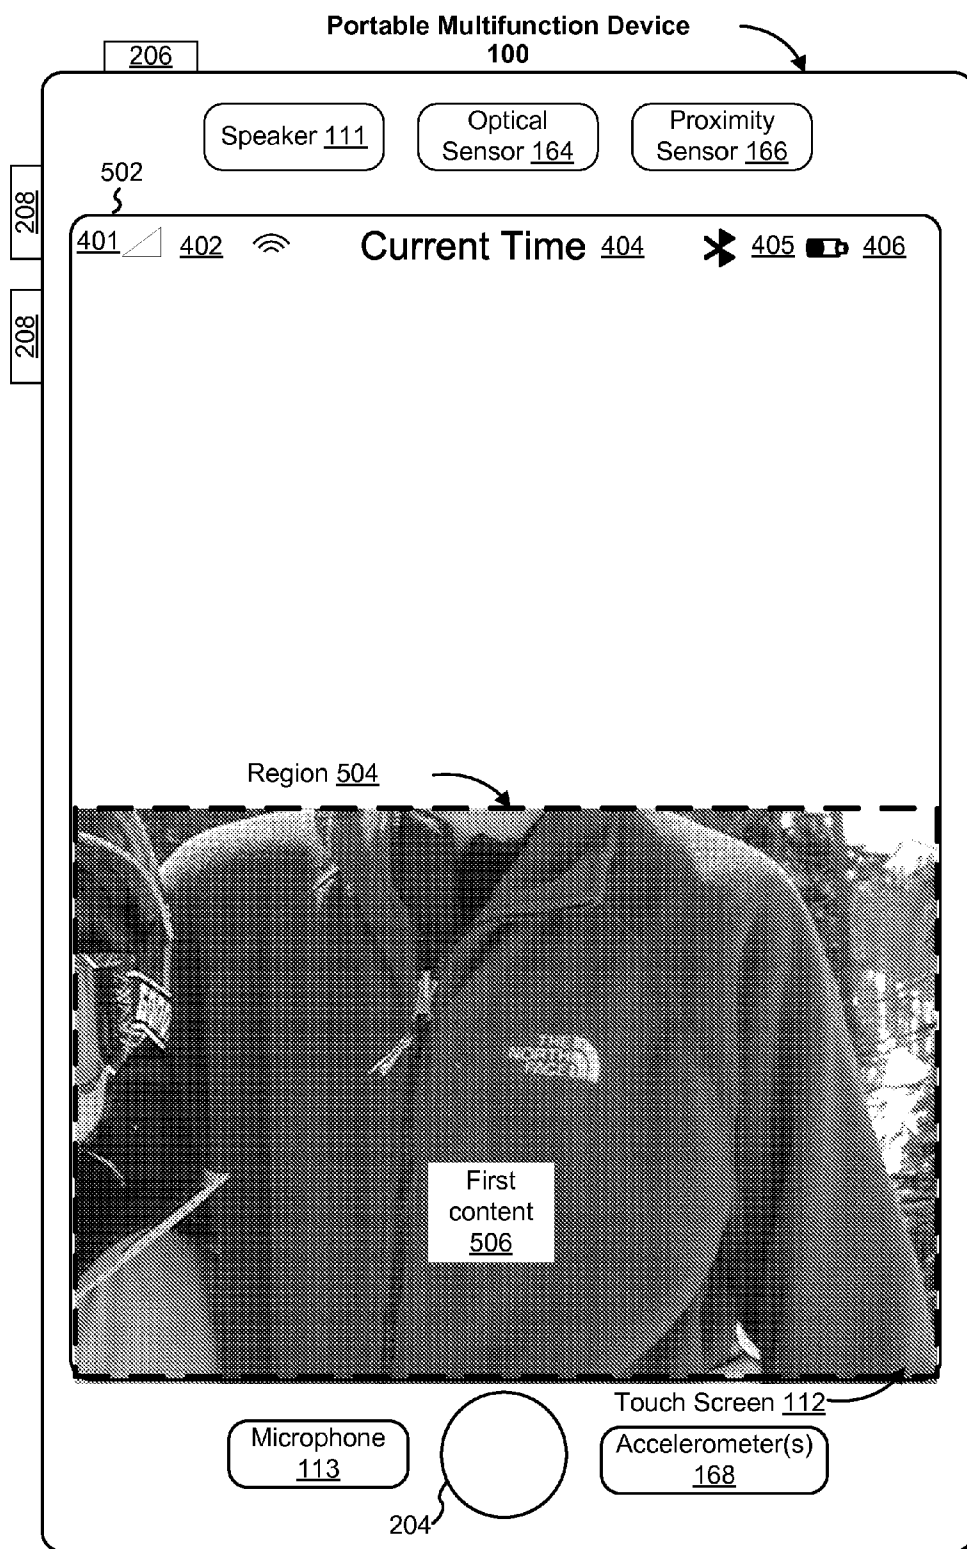 Portable Multifunction Device
100
206
Speaker 111
Optical
Sensor 164
Proximity
Sensor 166
502
208
208
401
402
Current Time 404
405
406
Region 504
THE
NORTH
FACE
First
content
506
Touch Screen 112
Microphone
113
Accelerometer(s)
168
204